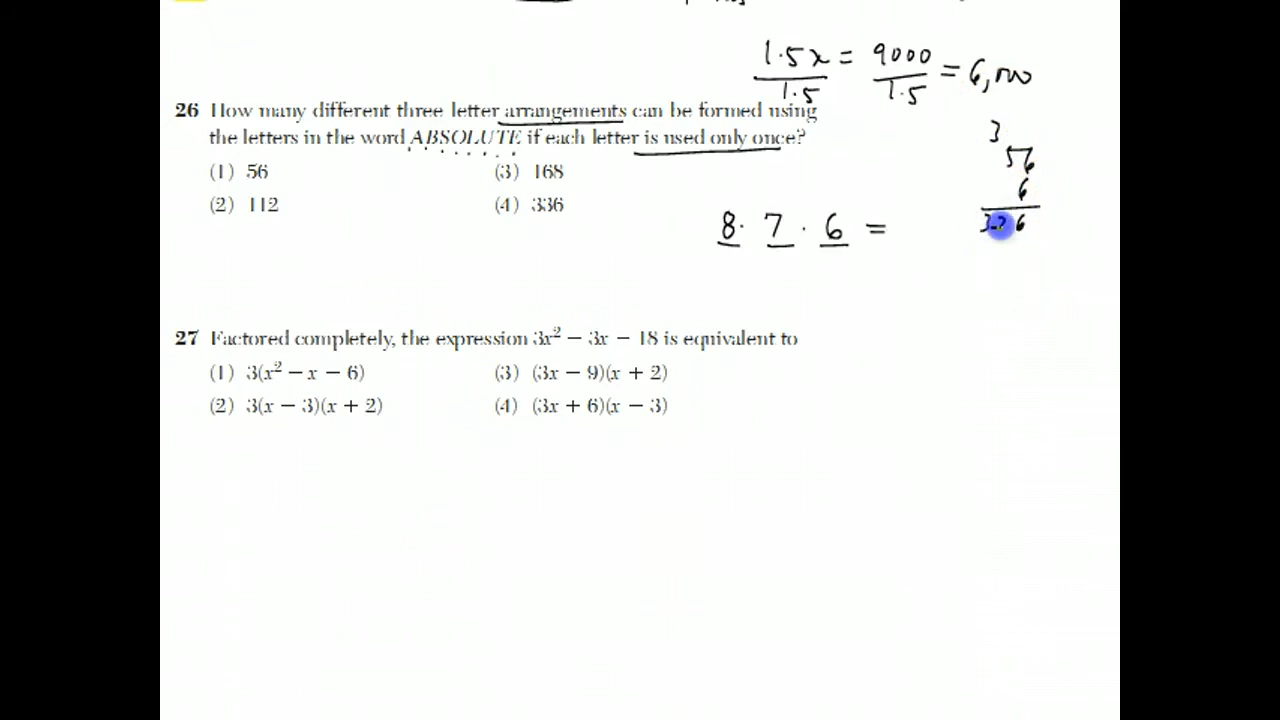 1.5x = 9000 = 6,000
1.5 1.5
26 How many different three letter arrangements can be formed using
the letters in the word ABSOLUTE if each letter is used only once?
(1) 56 (3) 168
(2) 112 (4) 336
3
56
6
336
8 · 7 · 6 =
27 Factored completely, the expression 3x² − 3x − 18 is equivalent to
(1) 3(x² − x − 6) (3) (3x − 9)(x + 2)
(2) 3(x − 3)(x + 2) (4) (3x + 6)(x − 3)